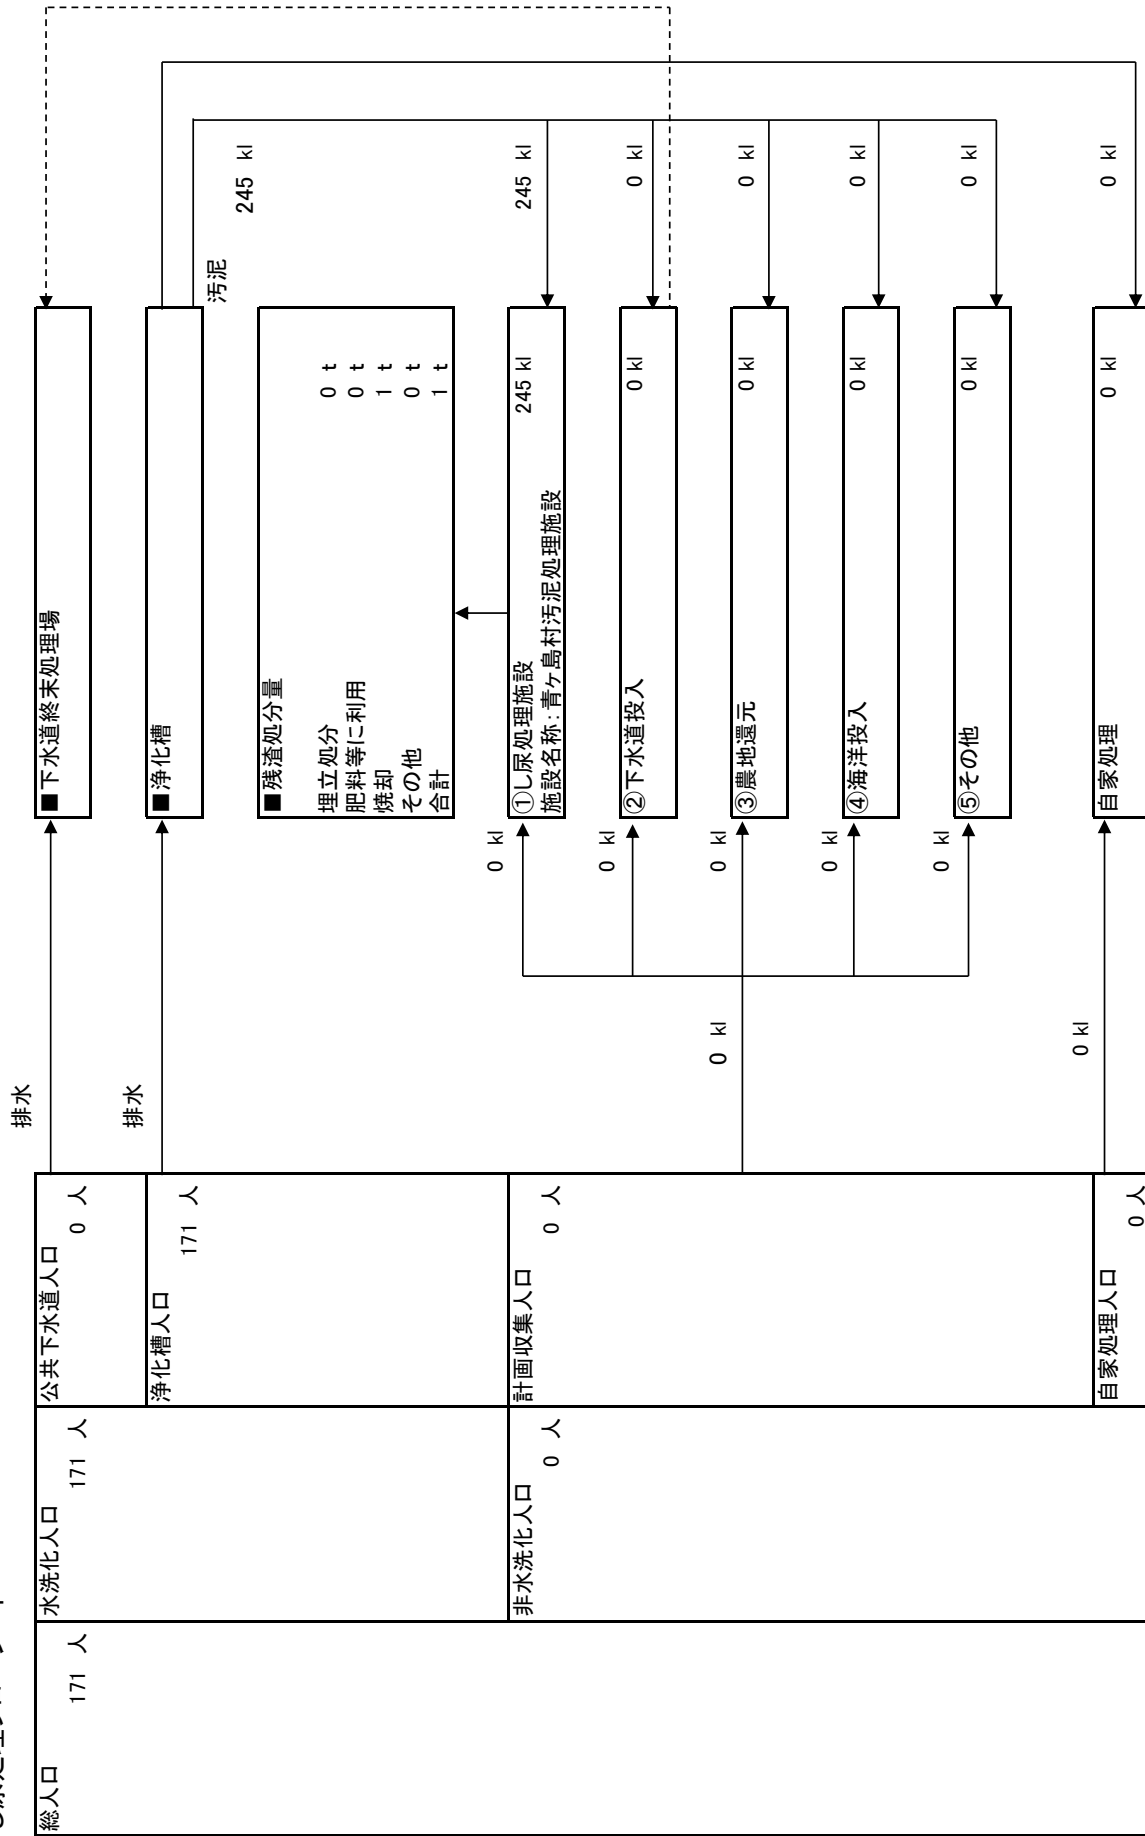 総人口
171 人
水洗化人口
171 人
公共下水道人口
0 人
浄化槽人口
171 人
非水洗化人口
0 人
計画収集人口
0 人
自家処理人口
0 人
排水
排水
0 kl
0 kl
0 kl
0 kl
0 kl
0 kl
0 kl
■下水道終末処理場
■浄化槽
汚泥
245 kl
■残渣処分量
埋立処分 0 t
肥料等に利用 0 t
焼却 1 t
その他 0 t
合計 1 t
①し尿処理施設 245 kl
施設名称:青ヶ島村汚泥処理施設
245 kl
②下水道投入 0 kl
0 kl
③農地還元 0 kl
0 kl
④海洋投入 0 kl
0 kl
⑤その他 0 kl
0 kl
自家処理 0 kl
0 kl